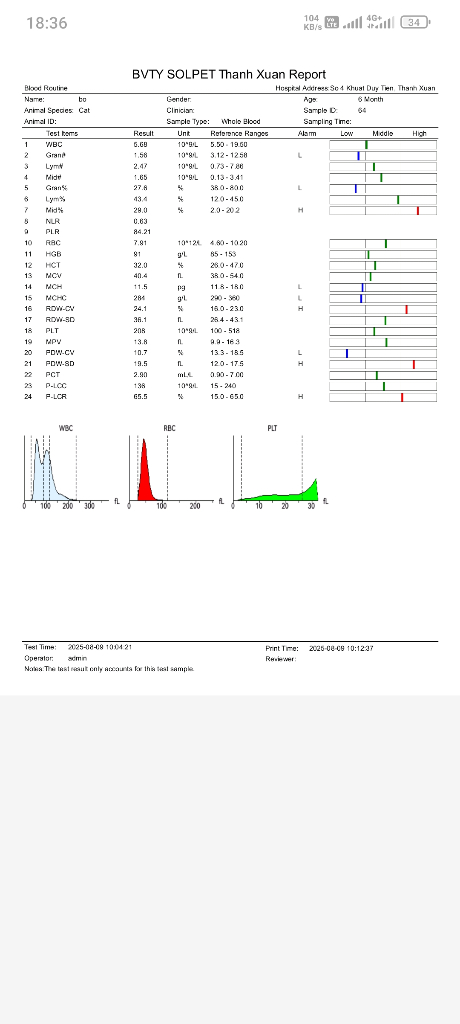 18:36
104 KB/s Vo LTE 4G+ 34
BVTY SOLPET Thanh Xuan Report
Blood Routine Hospital Address:So 4 Khuat Duy Tien, Thanh Xuan
Name: bo Gender: Age: 6 Month
Animal Species: Cat Clinician: Sample ID: 64
Animal ID: Sample Type: Whole Blood Sampling Time:
Test Items Result Unit Reference Ranges Alarm Low Middle High
1 WBC 5.68 10^9/L 5.50 - 19.50
2 Gran# 1.56 10^9/L 3.12 - 12.58 L
3 Lym# 2.47 10^9/L 0.73 - 7.86
4 Mid# 1.65 10^9/L 0.13 - 3.41
5 Gran% 27.6 % 38.0 - 80.0 L
6 Lym% 43.4 % 12.0 - 45.0
7 Mid% 29.0 % 2.0 - 20.2 H
8 NLR 0.63
9 PLR 84.21
10 RBC 7.91 10^12/L 4.60 - 10.20
11 HGB 91 g/L 85 - 153
12 HCT 32.0 % 26.0 - 47.0
13 MCV 40.4 fL 38.0 - 54.0
14 MCH 11.5 pg 11.8 - 18.0 L
15 MCHC 284 g/L 290 - 360 L
16 RDW-CV 24.1 % 16.0 - 23.0 H
17 RDW-SD 36.1 fL 26.4 - 43.1
18 PLT 208 10^9/L 100 - 518
19 MPV 13.8 fL 9.9 - 16.3
20 PDW-CV 10.7 % 13.3 - 18.5 L
21 PDW-SD 19.5 fL 12.0 - 17.5 H
22 PCT 2.90 mL/L 0.90 - 7.00
23 P-LCC 136 10^9/L 15 - 240
24 P-LCR 65.5 % 15.0 - 65.0 H
WBC RBC PLT
0 100 200 300 fL 0 100 200 fL 0 10 20 30 fL
Test Time: 2025-08-09 10:04:21 Print Time: 2025-08-09 10:12:37
Operator: admin Reviewer:
Notes:The test result only accounts for this test sample.